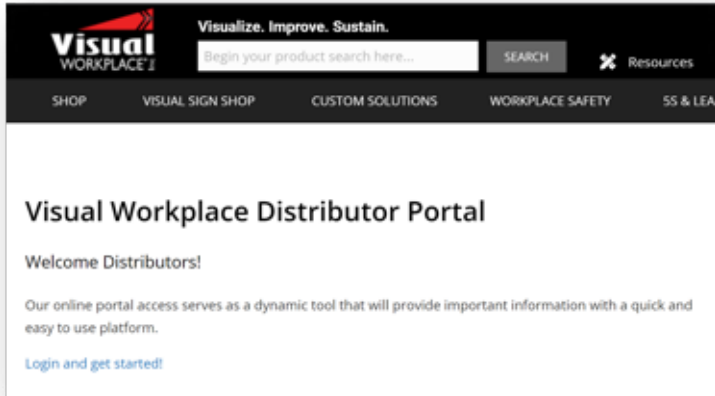 Visualize. Improve. Sustain.
Visual
WORKPLACE
Begin your product search here...
SEARCH
Resources
SHOP
VISUAL SIGN SHOP
CUSTOM SOLUTIONS
WORKPLACE SAFETY
5S & LEA
Visual Workplace Distributor Portal
Welcome Distributors!
Our online portal access serves as a dynamic tool that will provide important information with a quick and
easy to use platform.
Login and get started!